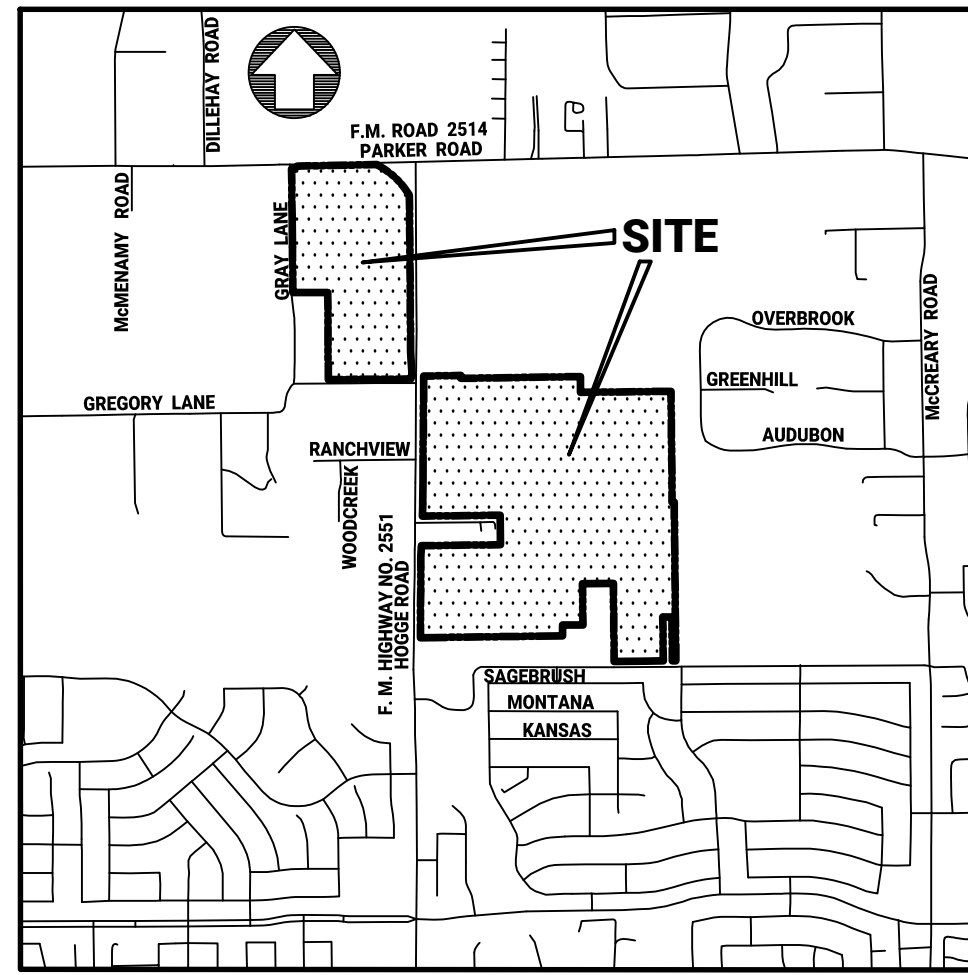 DILLEHAY ROAD
F.M. ROAD 2514
PARKER ROAD
McMENAMY ROAD
GRAY LANE
SITE
McCREARY ROAD
OVERBROOK
GREENHILL
GREGORY LANE
AUDUBON
RANCHVIEW
WOODCREEK
F. M. HIGHWAY NO. 2551
HOGGE ROAD
SAGEBRUSH
MONTANA
KANSAS